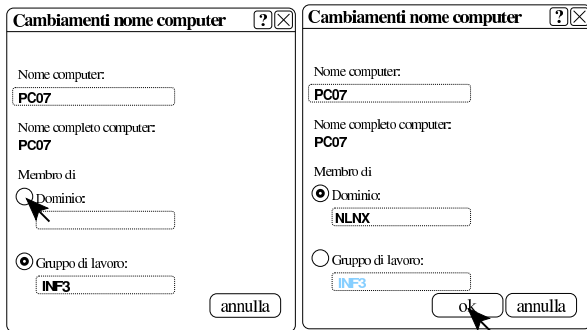 Cambiamenti nome computer ?
Nome computer:
PC07
Nome completo computer:
PC07
Membro di
Dominio:
Gruppo di lavoro:
INF3
annulla
Cambiamenti nome computer ?
Nome computer:
PC07
Nome completo computer:
PC07
Membro di
Dominio:
NLNX
Gruppo di lavoro:
INF3
ok annulla